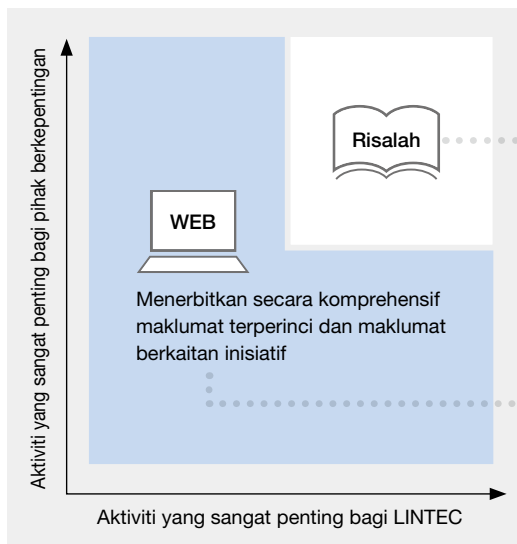 Aktiviti yang sangat penting bagi pihak berkepentingan
Risalah
WEB
Menerbitkan secara komprehensif
maklumat terperinci dan maklumat
berkaitan inisiatif
Aktiviti yang sangat penting bagi LINTEC